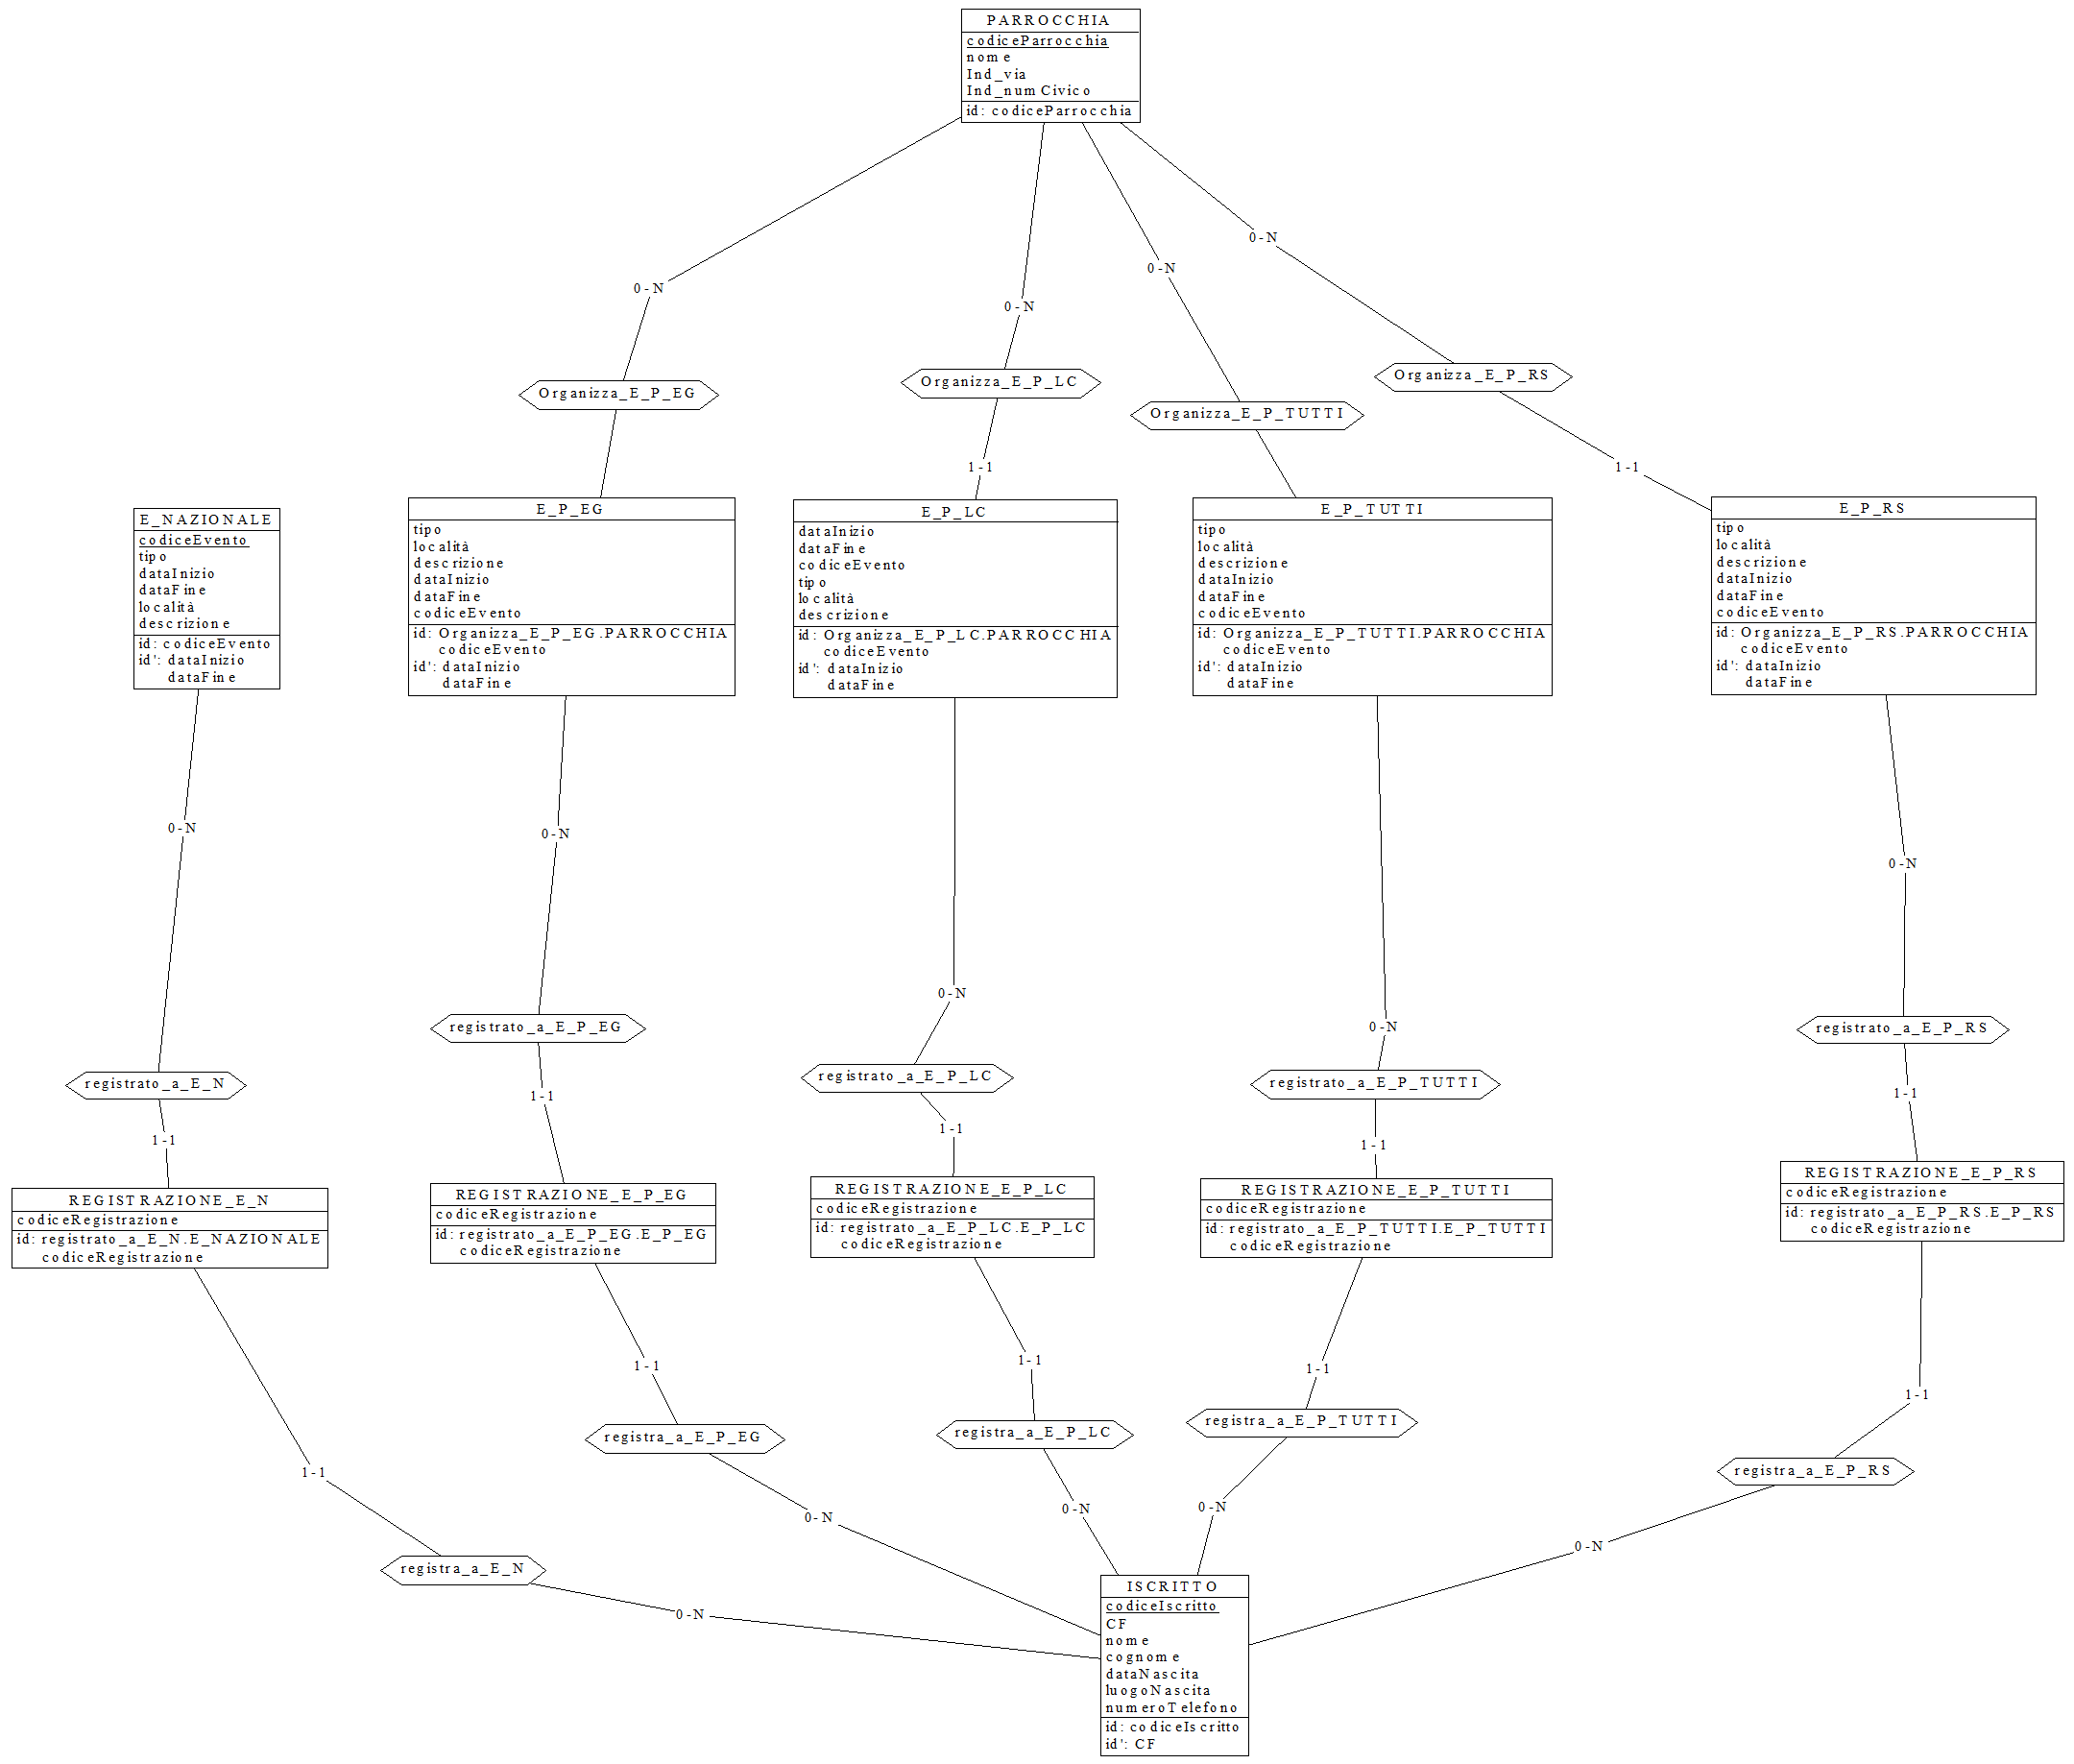 PARROCCHIA
codiceParrocchia
nome
Ind_via
Ind_numCivico
id: codiceParrocchia
0-N
0-N
0-N
0-N
Organizza_E_P_EG
Organizza_E_P_LC
Organizza_E_P_TUTTI
Organizza_E_P_RS
1-1
1-1
E_NAZIONALE
codiceEvento
tipo
dataInizio
dataFine
località
descrizione
id: codiceEvento
id': dataInizio
dataFine
E_P_EG
tipo
località
descrizione
dataInizio
dataFine
codiceEvento
id: Organizza_E_P_EG.PARROCCHIA
codiceEvento
id': dataInizio
dataFine
E_P_LC
dataInizio
dataFine
codiceEvento
tipo
località
descrizione
id: Organizza_E_P_LC.PARROCCHIA
codiceEvento
id': dataInizio
dataFine
E_P_TUTTI
tipo
località
descrizione
dataInizio
dataFine
codiceEvento
id: Organizza_E_P_TUTTI.PARROCCHIA
codiceEvento
id': dataInizio
dataFine
E_P_RS
tipo
località
descrizione
dataInizio
dataFine
codiceEvento
id: Organizza_E_P_RS.PARROCCHIA
codiceEvento
id': dataInizio
dataFine
0-N
0-N
0-N
0-N
0-N
registrato_a_E_N
registrato_a_E_P_EG
registrato_a_E_P_LC
registrato_a_E_P_TUTTI
registrato_a_E_P_RS
1-1
1-1
1-1
1-1
1-1
REGISTRAZIONE_E_N
codiceRegistrazione
id: registrato_a_E_N.E_NAZIONALE
codiceRegistrazione
REGISTRAZIONE_E_P_EG
codiceRegistrazione
id: registrato_a_E_P_EG.E_P_EG
codiceRegistrazione
REGISTRAZIONE_E_P_LC
codiceRegistrazione
id: registrato_a_E_P_LC.E_P_LC
codiceRegistrazione
REGISTRAZIONE_E_P_TUTTI
codiceRegistrazione
id: registrato_a_E_P_TUTTI.E_P_TUTTI
codiceRegistrazione
REGISTRAZIONE_E_P_RS
codiceRegistrazione
id: registrato_a_E_P_RS.E_P_RS
codiceRegistrazione
1-1
1-1
1-1
1-1
1-1
registra_a_E_N
registra_a_E_P_EG
registra_a_E_P_LC
registra_a_E_P_TUTTI
registra_a_E_P_RS
0-N
0-N
0-N
0-N
0-N
ISCRITTO
codiceIscritto
CF
nome
cognome
dataNascita
luogoNascita
numeroTelefono
id: codiceIscritto
id': CF